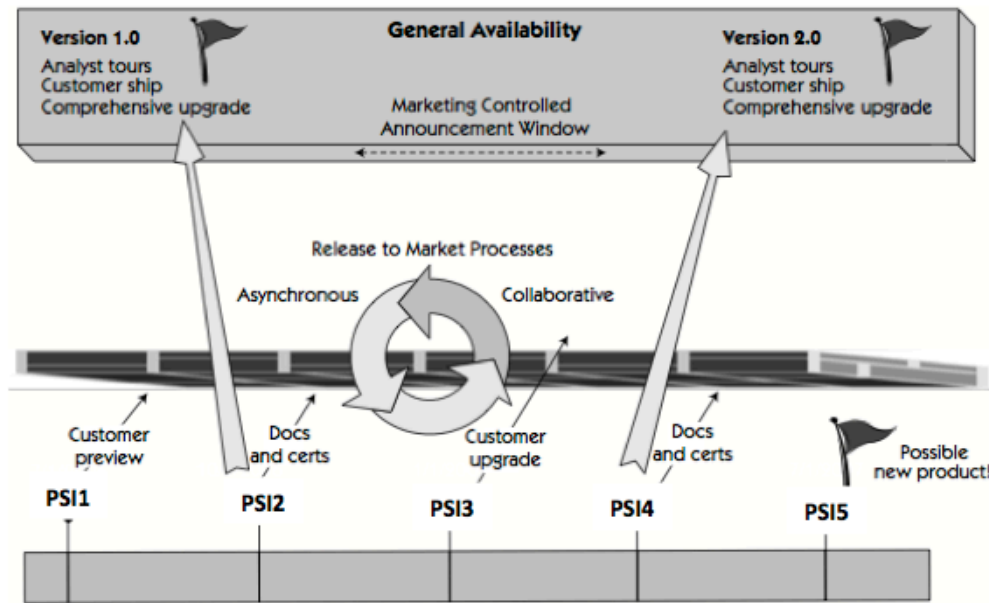 General Availability
Version 1.0
Analyst tours
Customer ship
Comprehensive upgrade
Marketing Controlled
Announcement Window
Version 2.0
Analyst tours
Customer ship
Comprehensive upgrade
Release to Market Processes
Asynchronous
Collaborative
Customer
preview
Docs
and certs
Customer
upgrade
Docs
and certs
Possible
new product!
PSI1
PSI2
PSI3
PSI4
PSI5